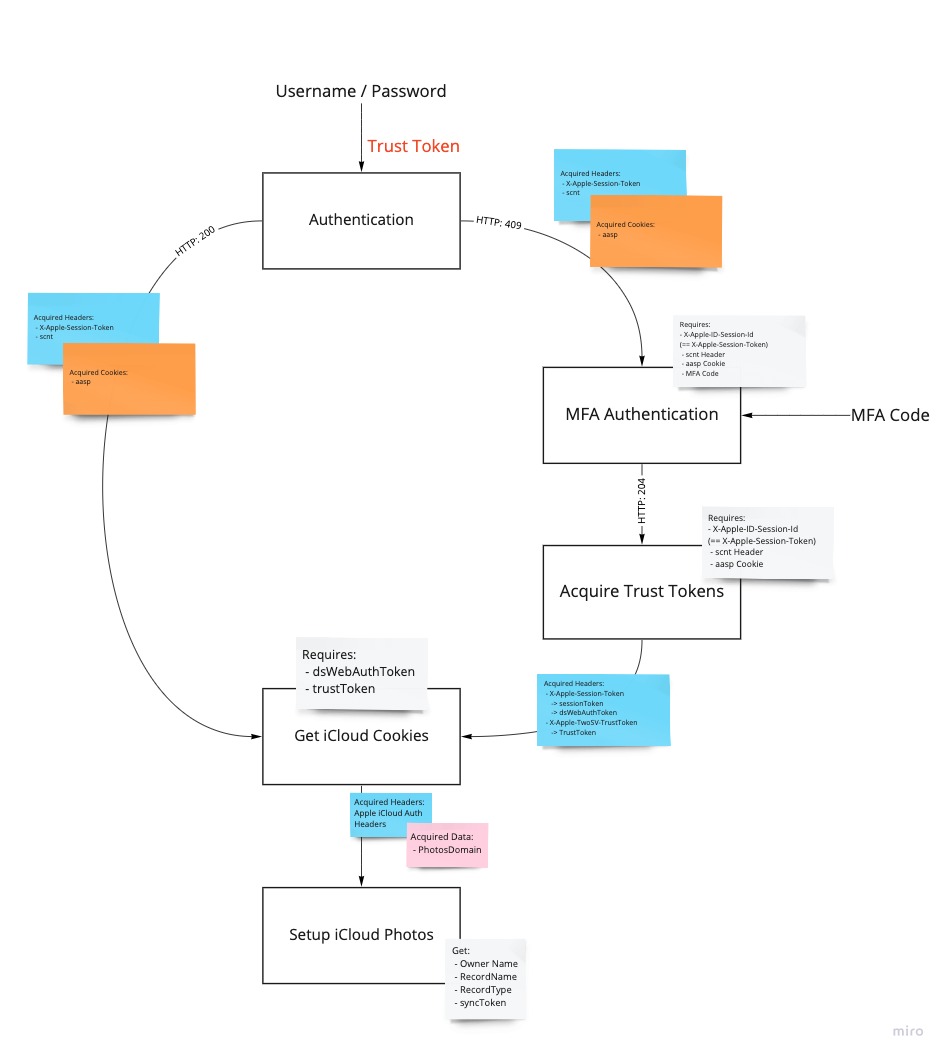 Username / Password
Trust Token
Authentication
HTTP: 200
HTTP: 409
Acquired Headers:
- X-Apple-Session-Token
- scnt
Acquired Cookies:
- aasp
Acquired Headers:
- X-Apple-Session-Token
- scnt
Acquired Cookies:
- aasp
Requires:
- X-Apple-ID-Session-Id
(== X-Apple-Session-Token)
- scnt Header
- aasp Cookie
- MFA Code
MFA Authentication
MFA Code
HTTP: 204
Requires:
- X-Apple-ID-Session-Id
(== X-Apple-Session-Token)
- scnt Header
- aasp Cookie
Acquire Trust Tokens
Acquired Headers:
- X-Apple-Session-Token
-> sessionToken
-> dsWebAuthToken
- X-Apple-TwoSV-TrustToken
-> TrustToken
Requires:
- dsWebAuthToken
- trustToken
Get iCloud Cookies
Acquired Headers:
Apple iCloud Auth
Headers
Acquired Data:
- PhotosDomain
Setup iCloud Photos
Get:
- Owner Name
- RecordName
- RecordType
- syncToken
miro